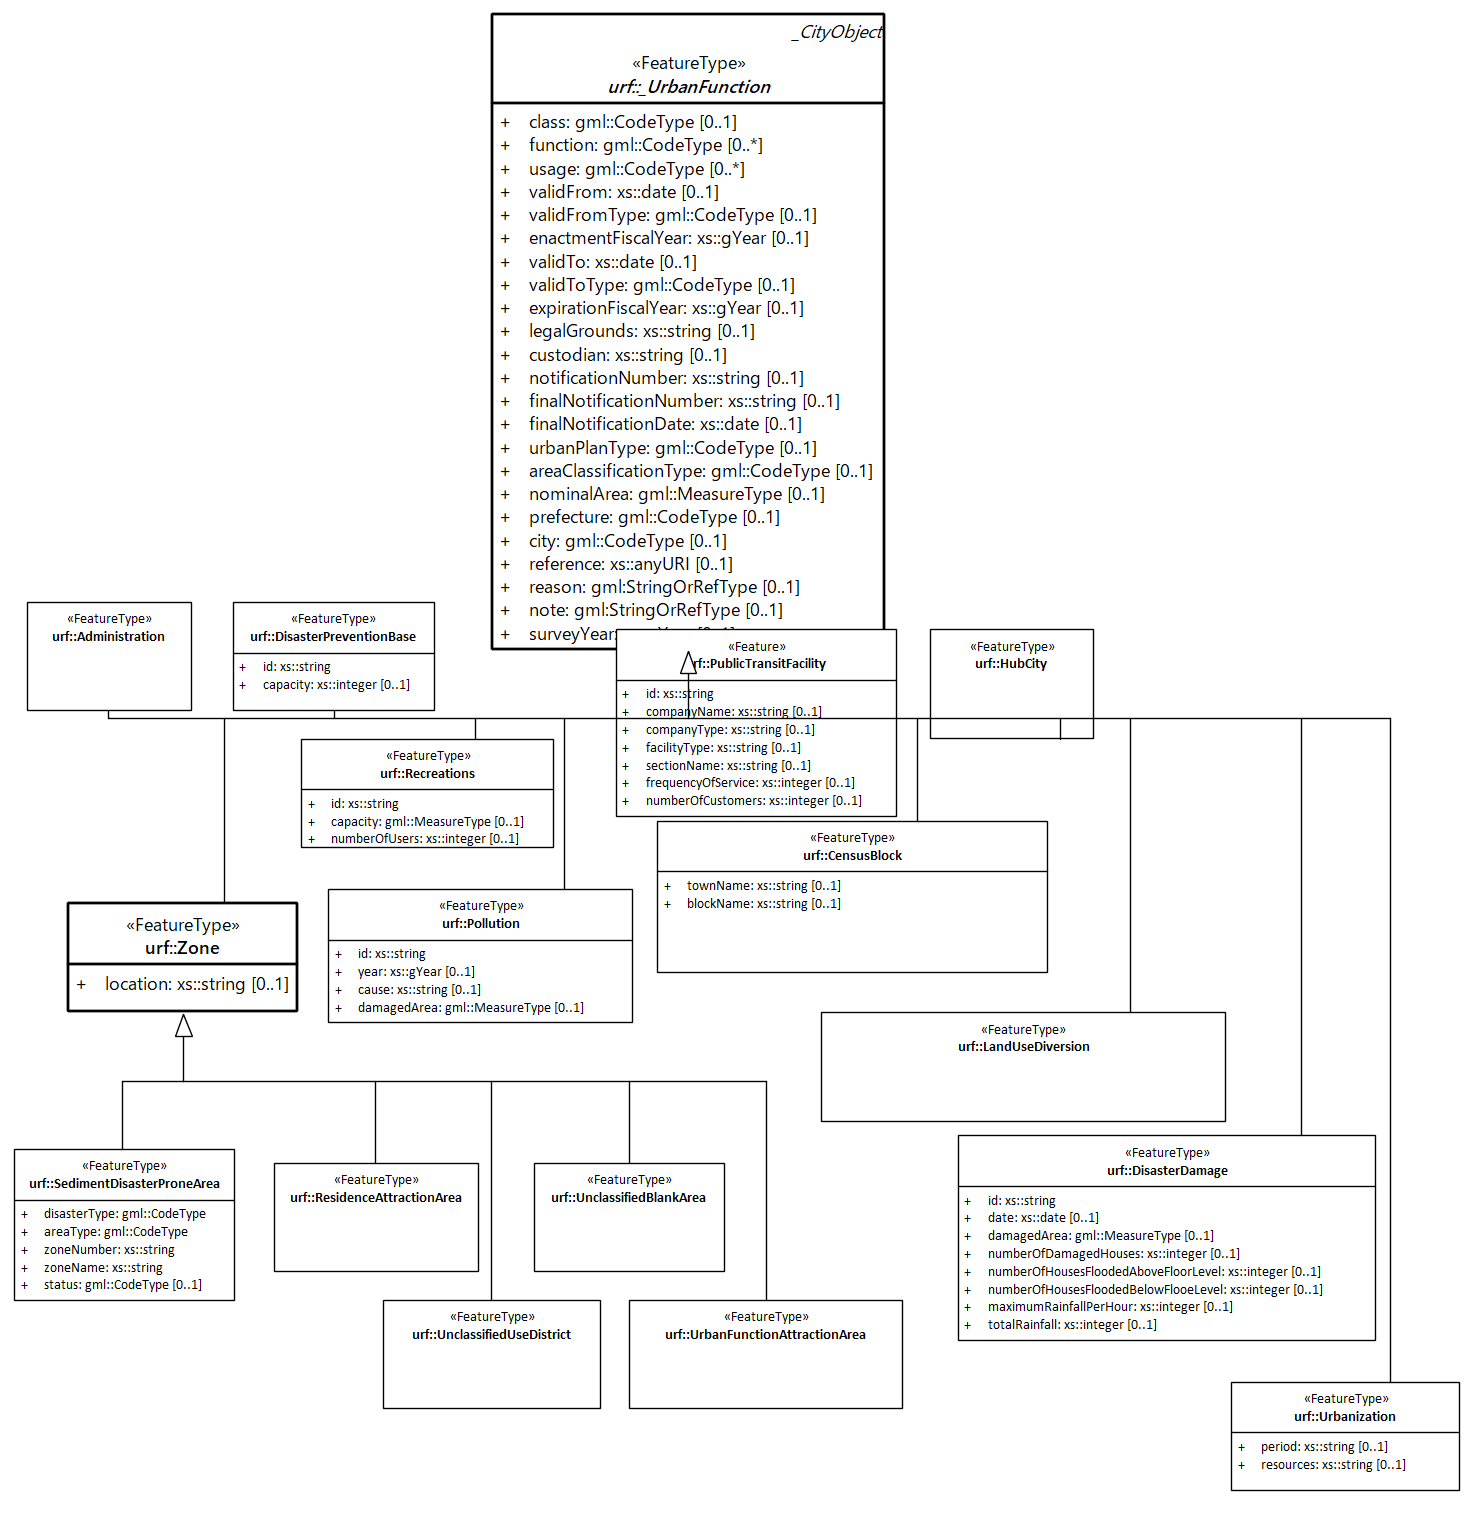 _CityObject
«FeatureType»
urf::_UrbanFunction
+ class: gml::CodeType [0..1]
+ function: gml::CodeType [0..*]
+ usage: gml::CodeType [0..*]
+ validFrom: xs::date [0..1]
+ validFromType: gml::CodeType [0..1]
+ enactmentFiscalYear: xs::gYear [0..1]
+ validTo: xs::date [0..1]
+ validToType: gml::CodeType [0..1]
+ expirationFiscalYear: xs::gYear [0..1]
+ legalGrounds: xs::string [0..1]
+ custodian: xs::string [0..1]
+ notificationNumber: xs::string [0..1]
+ finalNotificationNumber: xs::string [0..1]
+ finalNotificationDate: xs::date [0..1]
+ urbanPlanType: gml::CodeType [0..1]
+ areaClassificationType: gml::CodeType [0..1]
+ nominalArea: gml::MeasureType [0..1]
+ prefecture: gml::CodeType [0..1]
+ city: gml::CodeType [0..1]
+ reference: xs::anyURI [0..1]
+ reason: gml:StringOrRefType [0..1]
+ note: gml:StringOrRefType [0..1]
+ surveyYear:
«FeatureType»
urf::Administration
«FeatureType»
urf::DisasterPreventionBase
+ id: xs::string
+ capacity: xs::integer [0..1]
«Feature»
urf::PublicTransitFacility
+ id: xs::string
+ companyName: xs::string [0..1]
+ companyType: xs::string [0..1]
+ facilityType: xs::string [0..1]
+ sectionName: xs::string [0..1]
+ frequencyOfService: xs::integer [0..1]
+ numberOfCustomers: xs::integer [0..1]
«FeatureType»
urf::HubCity
«FeatureType»
urf::Recreations
+ id: xs::string
+ capacity: gml::MeasureType [0..1]
+ numberOfUsers: xs::integer [0..1]
«FeatureType»
urf::CensusBlock
+ townName: xs::string [0..1]
+ blockName: xs::string [0..1]
«FeatureType»
urf::Zone
+ location: xs::string [0..1]
«FeatureType»
urf::Pollution
+ id: xs::string
+ year: xs::gYear [0..1]
+ cause: xs::string [0..1]
+ damagedArea: gml::MeasureType [0..1]
«FeatureType»
urf::LandUseDiversion
«FeatureType»
urf::SedimentDisasterProneArea
+ disasterType: gml::CodeType
+ areaType: gml::CodeType
+ zoneNumber: xs::string
+ zoneName: xs::string
+ status: gml::CodeType [0..1]
«FeatureType»
urf::ResidenceAttractionArea
«FeatureType»
urf::UnclassifiedBlankArea
«FeatureType»
urf::DisasterDamage
+ id: xs::string
+ date: xs::date [0..1]
+ damagedArea: gml::MeasureType [0..1]
+ numberOfDamagedHouses: xs::integer [0..1]
+ numberOfHousesFloodedAboveFloorLevel: xs::integer [0..1]
+ numberOfHousesFloodedBelowFlooeLevel: xs::integer [0..1]
+ maximumRainfallPerHour: xs::integer [0..1]
+ totalRainfall: xs::integer [0..1]
«FeatureType»
urf::UnclassifiedUseDistrict
«FeatureType»
urf::UrbanFunctionAttractionArea
«FeatureType»
urf::Urbanization
+ period: xs::string [0..1]
+ resources: xs::string [0..1]